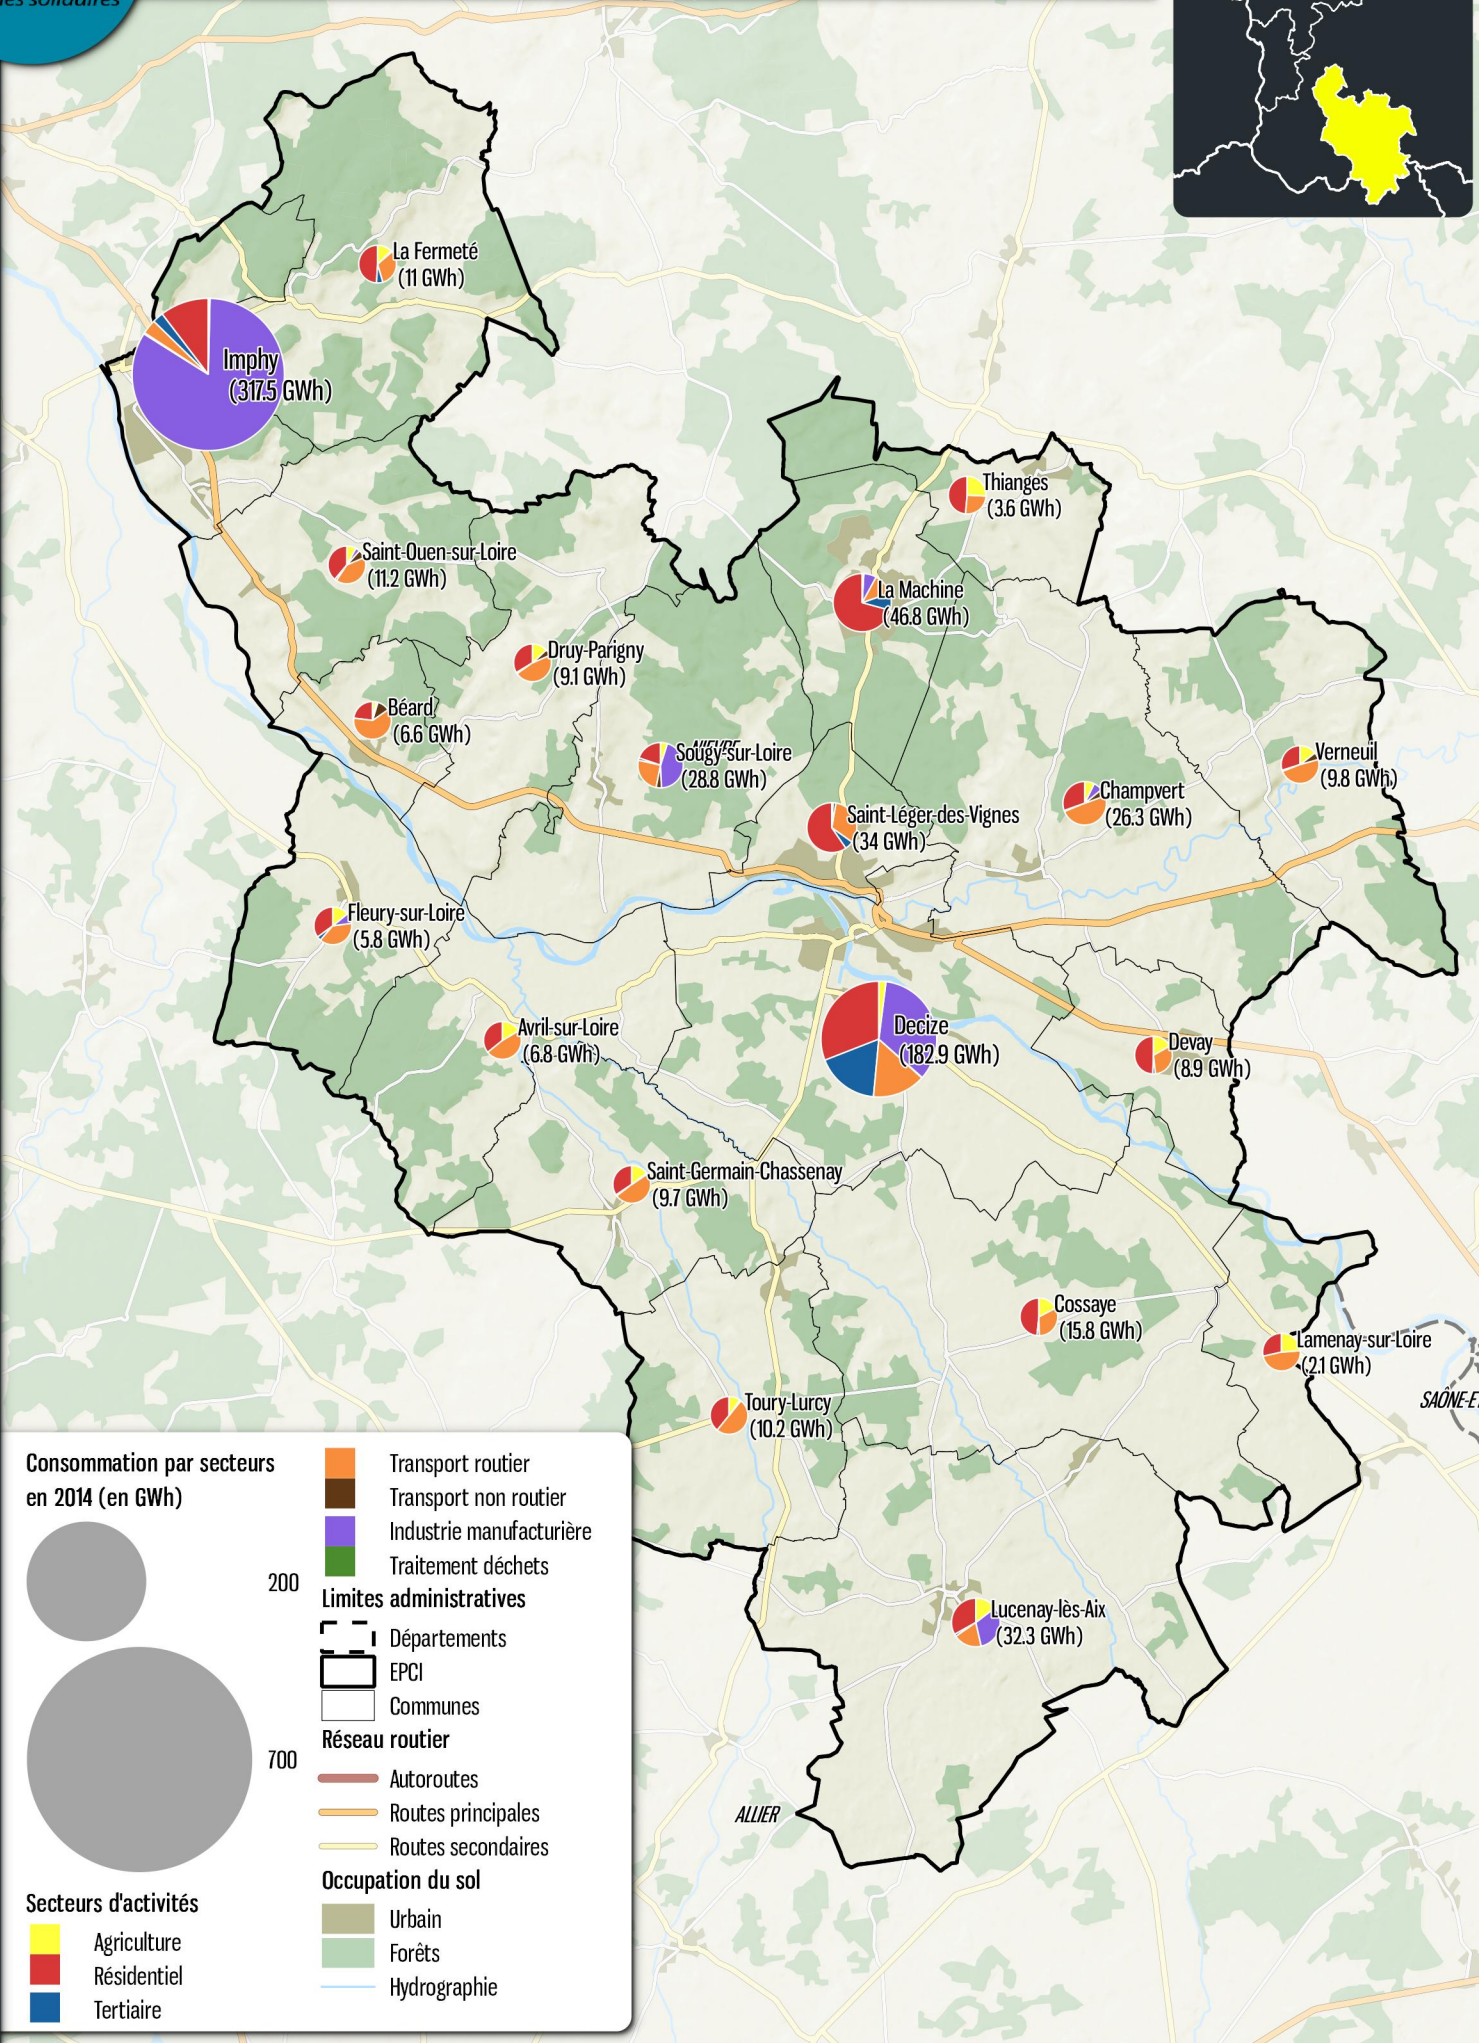 les solidaires
La Fermeté
(11 GWh)
Imphy
(317.5 GWh)
Thianges
(3.6 GWh)
Saint-Ouen-sur-Loire
(11.2 GWh)
La Machine
(46.8 GWh)
Druy-Parigny
(9.1 GWh)
Béard
(6.6 GWh)
NIEVRE
Sougy-sur-Loire
(28.8 GWh)
Verneuil
(9.8 GWh)
Champvert
(26.3 GWh)
Saint-Léger-des-Vignes
(34 GWh)
Fleury-sur-Loire
(5.8 GWh)
Avril-sur-Loire
(6.8 GWh)
Decize
(182.9 GWh)
Devay
(8.9 GWh)
Saint-Germain-Chassenay
(9.7 GWh)
Cossaye
(15.8 GWh)
Lamenay-sur-Loire
(2.1 GWh)
SAÔNE-E
Toury-Lurcy
(10.2 GWh)
Lucenay-lès-Aix
(32.3 GWh)
ALLIER
Consommation par secteurs
en 2014 (en GWh)
200
700
Secteurs d'activités
Agriculture
Résidentiel
Tertiaire
Transport routier
Transport non routier
Industrie manufacturière
Traitement déchets
Limites administratives
Départements
EPCI
Communes
Réseau routier
Autoroutes
Routes principales
Routes secondaires
Occupation du sol
Urbain
Forêts
Hydrographie